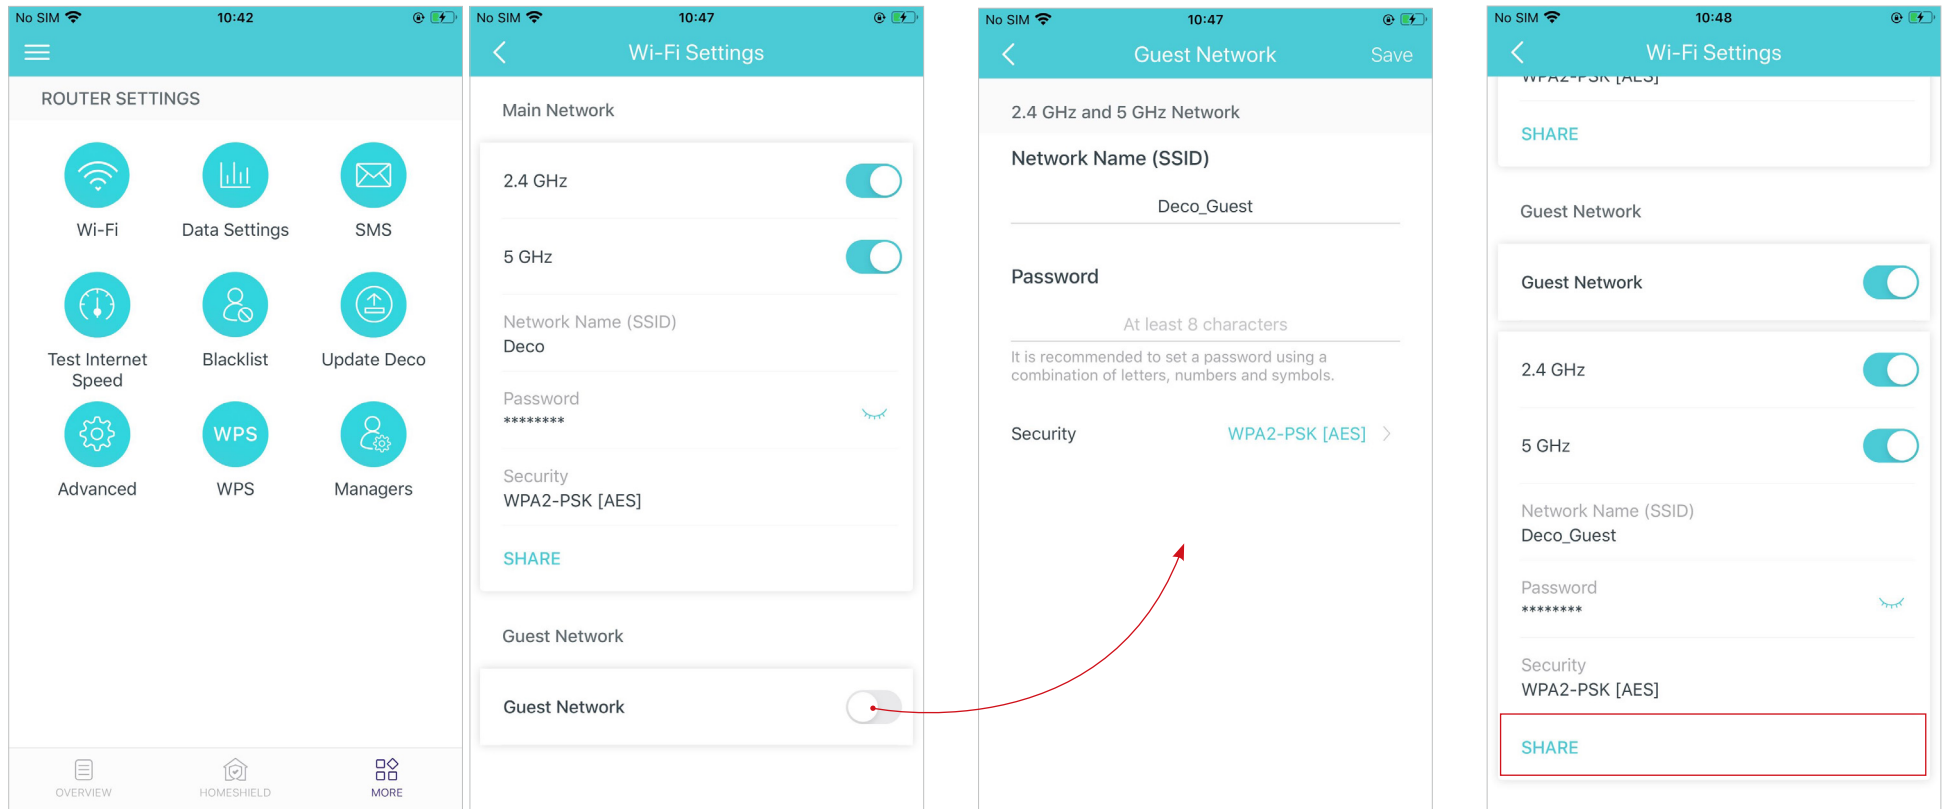 No SIM 10:42
ROUTER SETTINGS
Wi-Fi
Data Settings
SMS
Test Internet
Speed
Blacklist
Update Deco
WPS
Advanced
WPS
Managers
OVERVIEW
HOMESHIELD
MORE
No SIM 10:47
Wi-Fi Settings
Main Network
2.4 GHz
5 GHz
Network Name (SSID)
Deco
Password
********
Security
WPA2-PSK [AES]
SHARE
Guest Network
Guest Network
No SIM 10:47
Guest Network Save
2.4 GHz and 5 GHz Network
Network Name (SSID)
Deco_Guest
Password
At least 8 characters
It is recommended to set a password using a
combination of letters, numbers and symbols.
Security WPA2-PSK [AES]
No SIM 10:48
Wi-Fi Settings
WPA2-PSK [AES]
SHARE
Guest Network
Guest Network
2.4 GHz
5 GHz
Network Name (SSID)
Deco_Guest
Password
********
Security
WPA2-PSK [AES]
SHARE